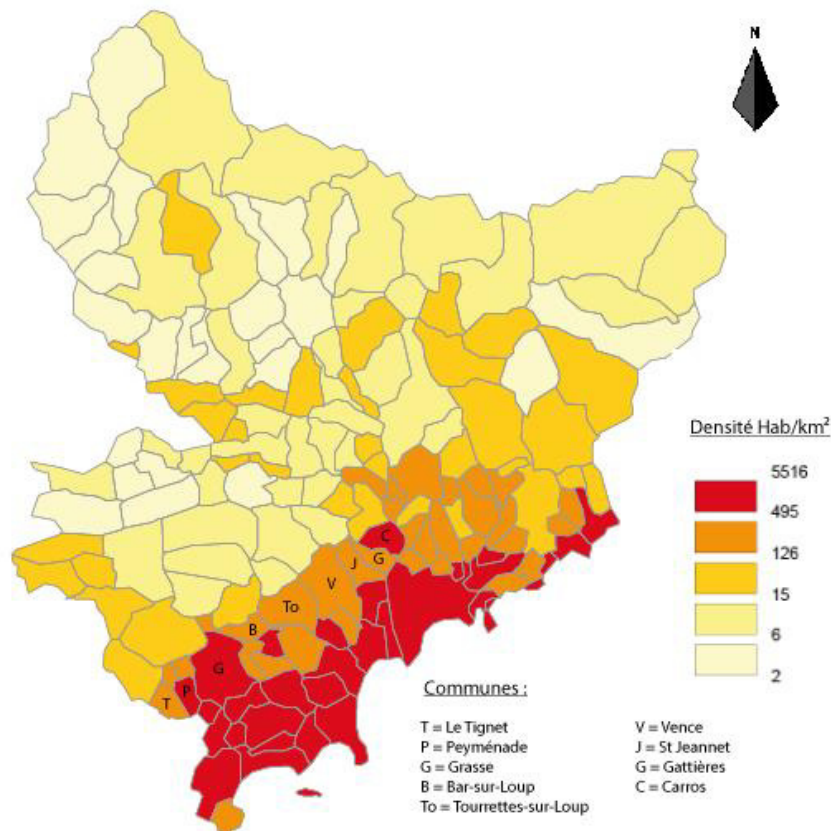 N
Densité Hab/km²
5516
495
126
15
6
2
C
J
G
V
To
B
G
P
T
Communes :
T = Le Tignet
P = Peyménade
G = Grasse
B = Bar-sur-Loup
To = Tourrettes-sur-Loup
V = Vence
J = St Jeannet
G = Gattières
C = Carros